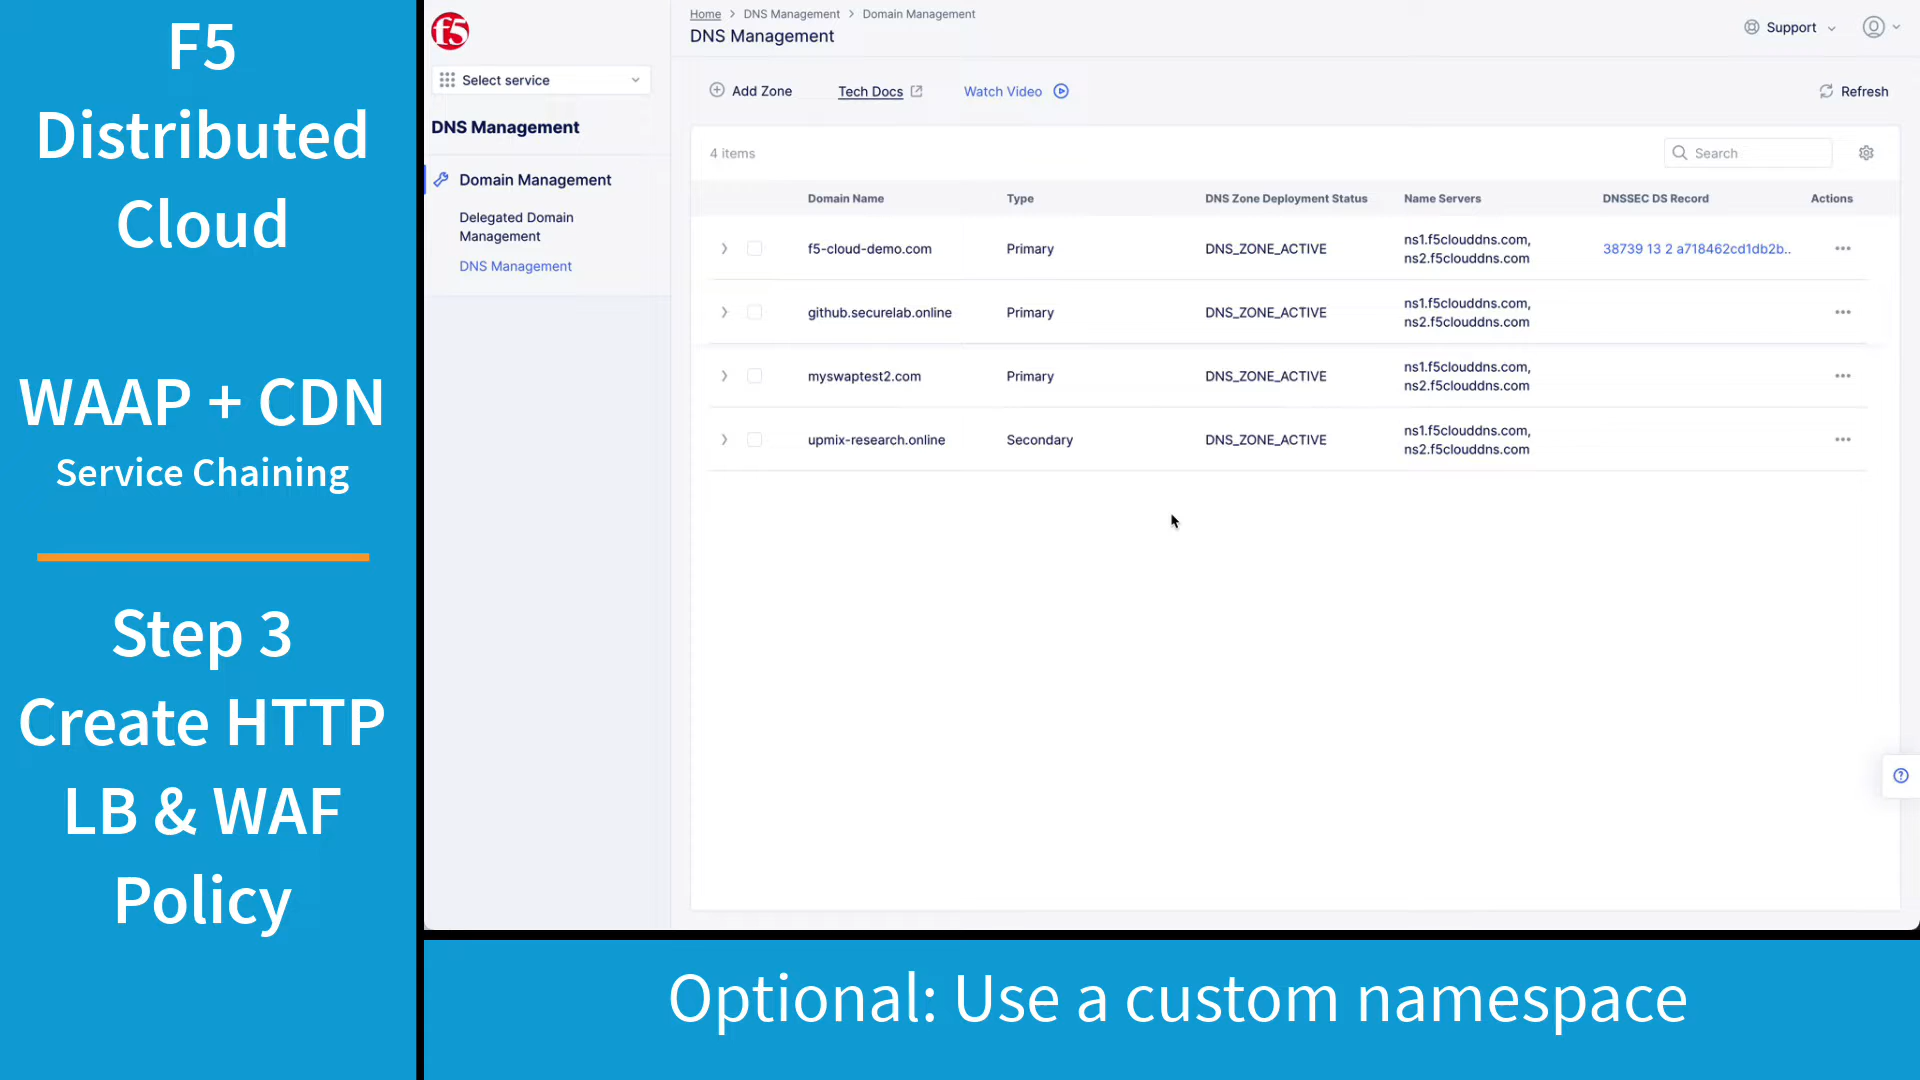 F5
Distributed
Cloud
WAAP + CDN
Service Chaining
Step 3
Create HTTP
LB & WAF
Policy
f5
Select service
DNS Management
Domain Management
Delegated Domain
Management
DNS Management
Home > DNS Management > Domain Management
DNS Management
Support
Add Zone
Tech Docs
Watch Video
Refresh
4 items
Search
Domain Name Type DNS Zone Deployment Status Name Servers DNSSEC DS Record Actions
f5-cloud-demo.com Primary DNS_ZONE_ACTIVE ns1.f5clouddns.com, 38739 13 2 a718462cd1db2b..
ns2.f5clouddns.com
github.securelab.online Primary DNS_ZONE_ACTIVE ns1.f5clouddns.com,
ns2.f5clouddns.com
myswaptest2.com Primary DNS_ZONE_ACTIVE ns1.f5clouddns.com,
ns2.f5clouddns.com
upmix-research.online Secondary DNS_ZONE_ACTIVE ns1.f5clouddns.com,
ns2.f5clouddns.com
Optional: Use a custom namespace